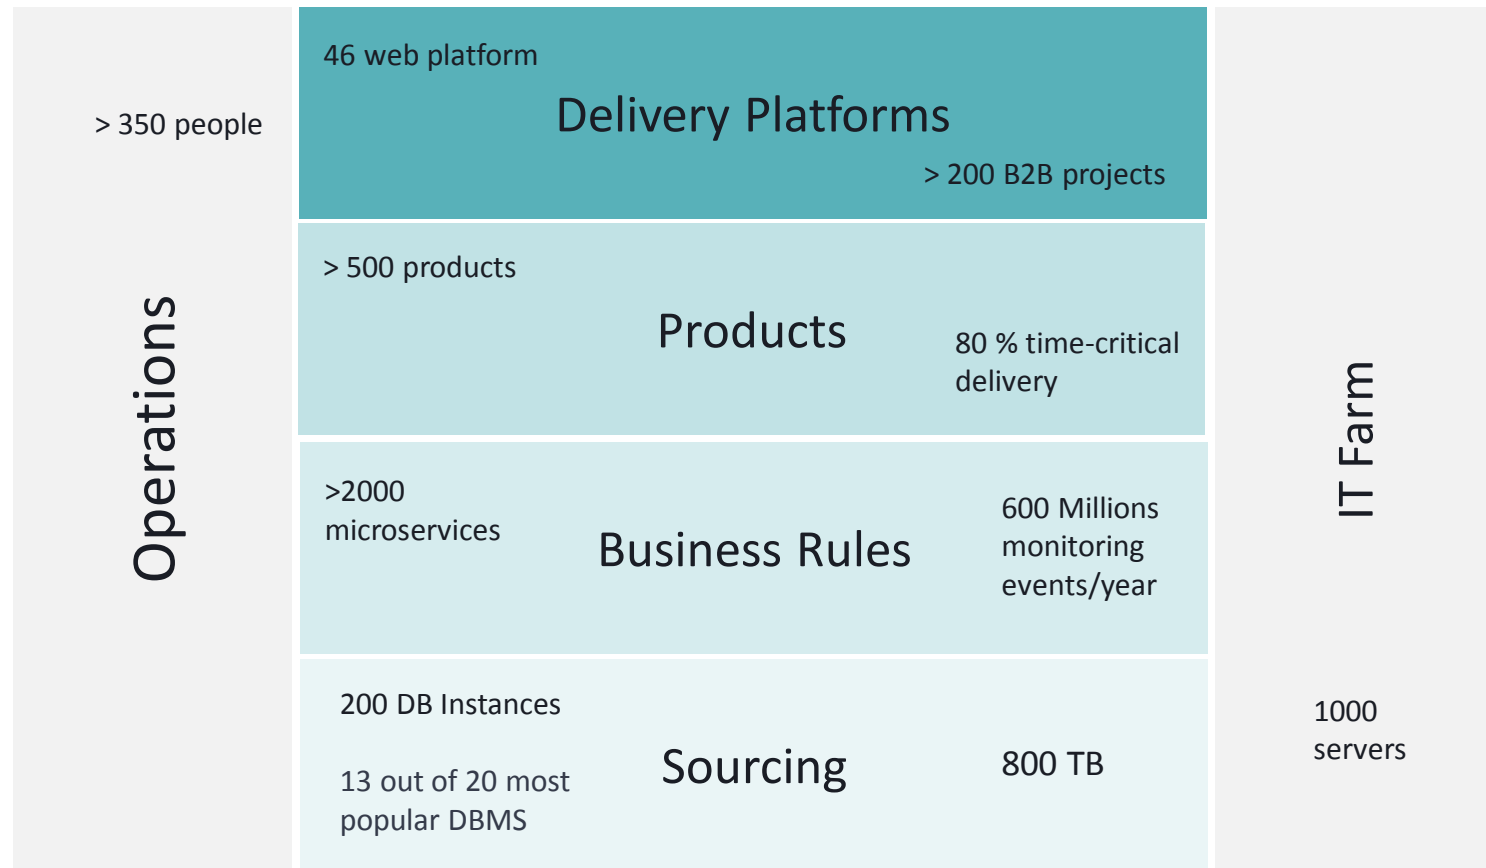 > 350 people
Operations
46 web platform
Delivery Platforms
> 200 B2B projects
> 500 products
Products
80 % time-critical
delivery
>2000
microservices
Business Rules
600 Millions
monitoring
events/year
200 DB Instances
13 out of 20 most
popular DBMS
Sourcing
800 TB
IT Farm
1000
servers